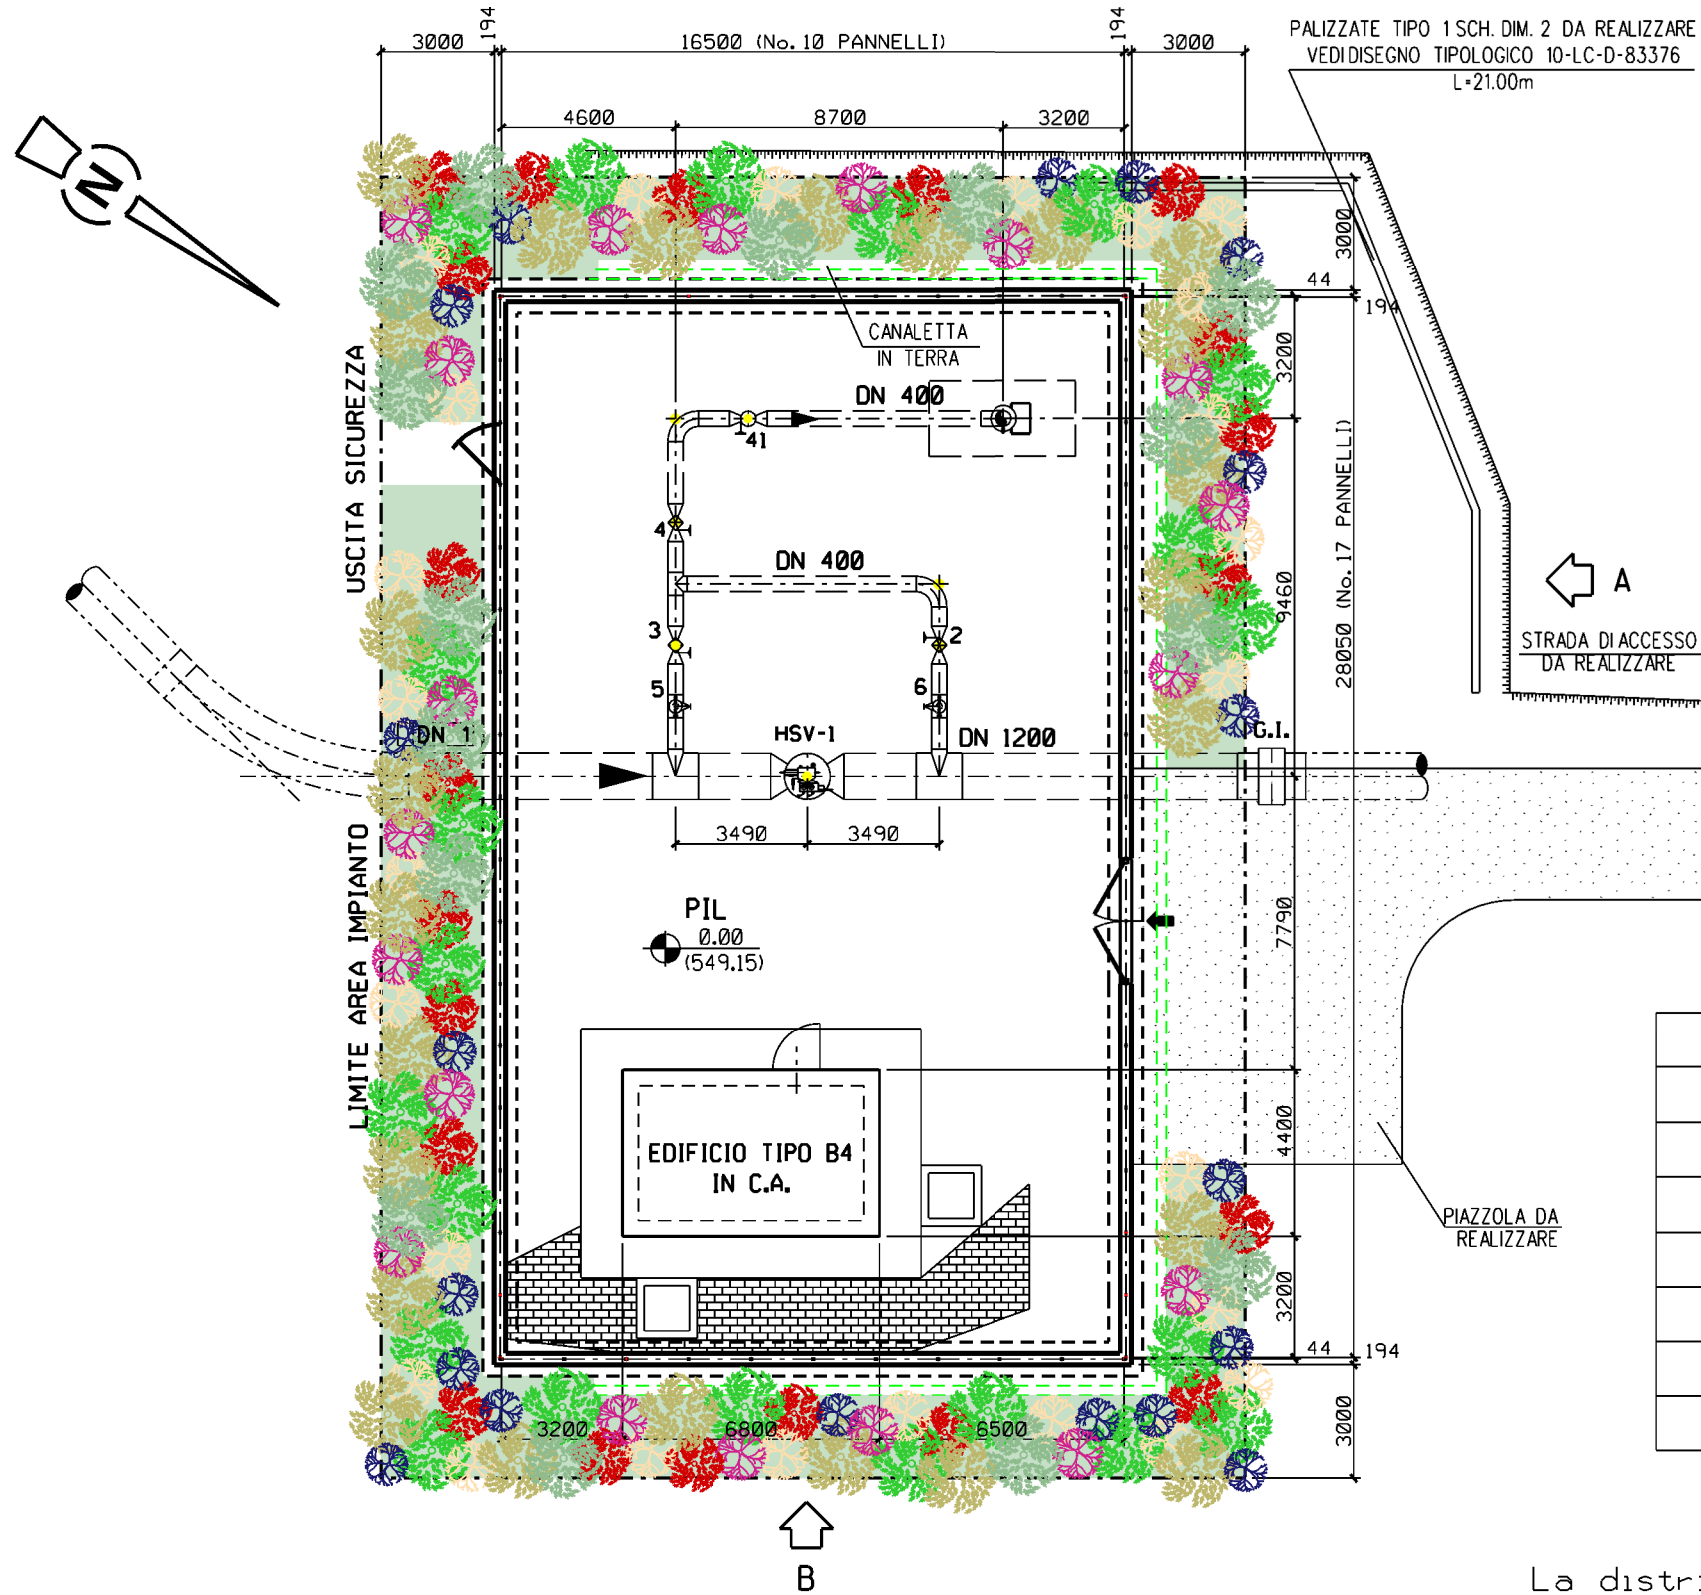 PALIZZATE TIPO 1 SCH. DIM. 2 DA REALIZZARE
VEDI DISEGNO TIPOLOGICO 10-LC-D-83376
L=21.00m
194
194
3000
16500 (No.10 PANNELLI)
3000
4600
8700
3200
N
3000
44
194
CANALETTA
IN TERRA
3200
USCITA SICUREZZA
DN 400
41
4
28050 (No. 17 PANNELLI)
DN 400
A
9460
3
2
STRADA DI ACCESSO
DA REALIZZARE
5
6
DN 1
HSV-1
DN 1200
G.I.
3490
3490
LIMITE AREA IMPIANTO
PIL
0.00
(549.15)
7790
4400
EDIFICIO TIPO B4
IN C.A.
PIAZZOLA DA
REALIZZARE
3200
44
194
3200
6800
6500
3000
B
La distr